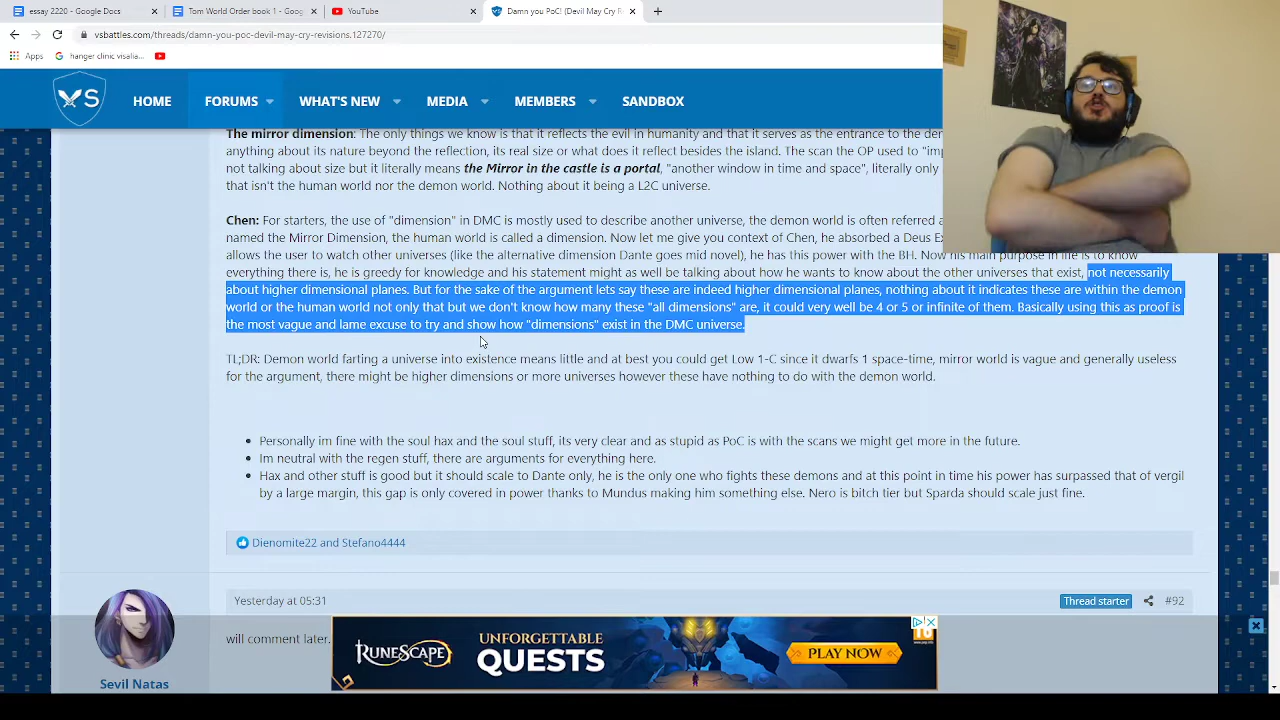 essay 2220 - Google Docs
Tom World Order book 1 - Goog
YouTube
Damn you PoC! (Devil May Cry R
vsbattles.com/threads/damn-you-poc-devil-may-cry-revisions.127270/
Apps
hanger clinic visalia...
VS
HOME
FORUMS
WHAT'S NEW
MEDIA
MEMBERS
SANDBOX
The mirror dimension: The only things we know is that it reflects the evil in humanity and that it serves as the entrance to the de
anything about its nature beyond the reflection, its real size or what does it reflect besides the island. The scan the OP used to "im
not talking about size but it literally means the Mirror in the castle is a portal, "another window in time and space", literally only
that isn't the human world nor the demon world. Nothing about it being a L2C universe.
Chen: For starters, the use of "dimension" in DMC is mostly used to describe another universe, the demon world is often referred a
named the Mirror Dimansion, the human world is called a dimension. Now let me give you context of Chen, he absorbed a Deus E
allows the user to watch other universes (like the alternative dimension Dante goes mid novel), he has this power with the BH. Now his main purpose in life is to know
everything there is, he is greedy for knowledge and his statement might as well be talking about how he wants to know about the other universes that exist, not necessarily
about higher dimensional planes. But for the sake of the argument lets say these are indeed higher dimensional planes, nothing about it indicates these are within the demon
world or the human world not only that but we don't know how many these "all dimensions" are, it could very well be 4 or 5 or infinite of them. Basically using this as proof is
the most vague and lame excuse to try and show how "dimensions" exist in the DMC universe.
TL;DR: Demon world farting a universe into existence means little and at best you could get Low 1-C since it dwarfs 1 space-time, mirror world is vague and generally useless
for the argument, there might be higher dimensions or more universes however these have nothing to do with the demon world.
Personally im fine with the soul hax and the soul stuff, its very clear and as stupid as PoC is with the scans we might get more in the future.
Im neutral with the regen stuff, there are arguments for everything here.
Hax and other stuff is good but it should scale to Dante only, he is the only one who fights these demons and at this point in time his power has surpassed that of vergil
by a large margin, this gap is only covered in power thanks to Mundus making him something else. Nero is bitch tier but Sparda should scale just fine.
Dienomite22 and Stefano4444
Yesterday at 05:31
Thread starter
#92
will comment later.
RUNESCAPE
UNFORGETTABLE
QUESTS
PLAY NOW
16
Sevil Natas